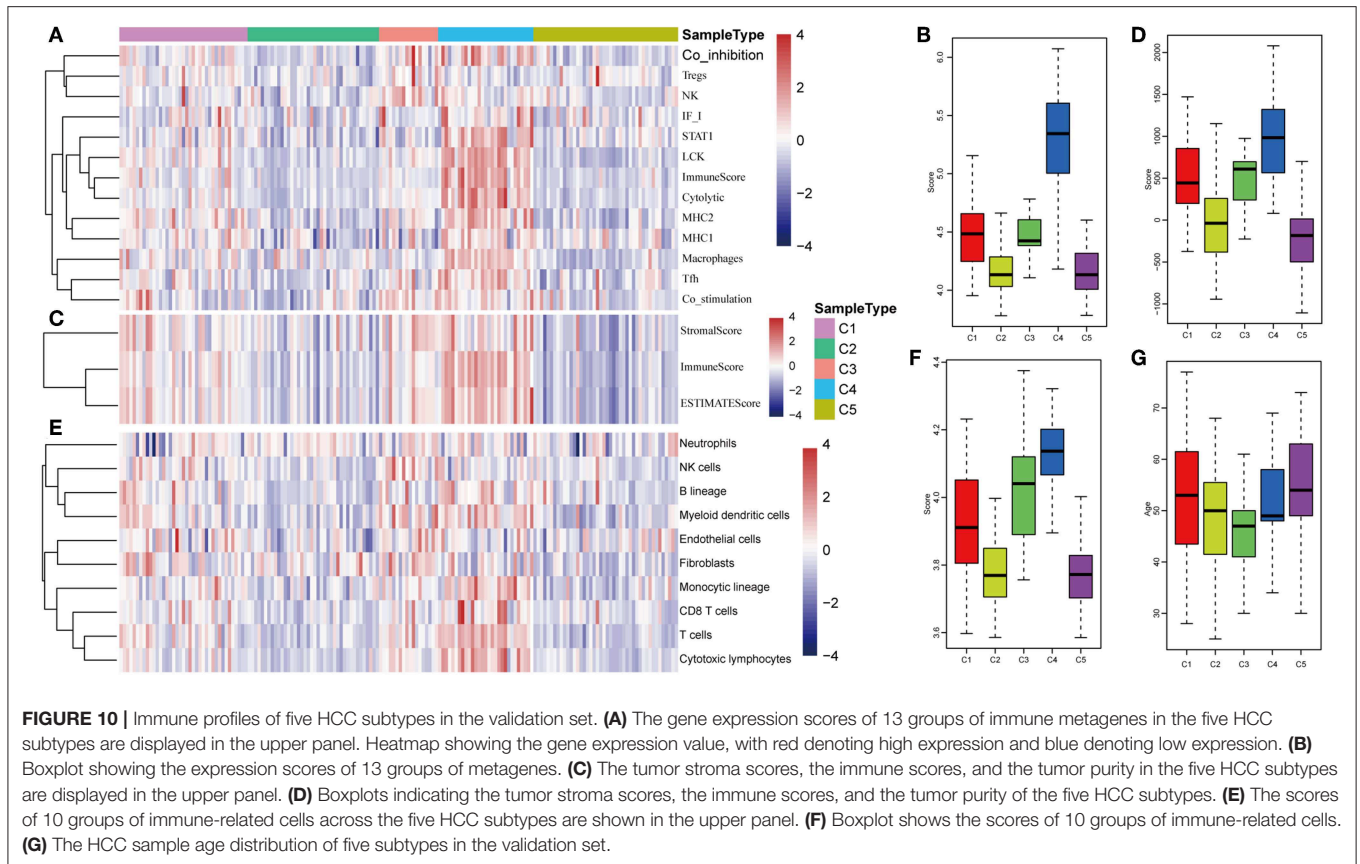 A
SampleType
Co_inhibition
Tregs
NK
IF_I
STAT1
LCK
ImmuneScore
Cytolytic
MHC2
MHC1
Macrophages
Tfh
Co_stimulation
4
2
0
−2
−4
B
Score
6.0
5.5
5.0
4.5
4.0
C1 C2 C3 C4 C5
D
Score
2000
1500
1000
500
0
-500
-1000
C1 C2 C3 C4 C5
C
StromalScore
ImmuneScore
ESTIMATEScore
4
2
0
−2
−4
SampleType
C1
C2
C3
C4
C5
E
Neutrophils
NK cells
B lineage
Myeloid dendritic cells
Endothelial cells
Fibroblasts
Monocytic lineage
CD8 T cells
T cells
Cytotoxic lymphocytes
4
2
0
−2
−4
F
Score
4.4
4.2
4.0
3.8
3.6
C1 C2 C3 C4 C5
G
Age
70
60
50
40
30
C1 C2 C3 C4 C5
FIGURE 10 | Immune profiles of five HCC subtypes in the validation set. (A) The gene expression scores of 13 groups of immune metagenes in the five HCC
subtypes are displayed in the upper panel. Heatmap showing the gene expression value, with red denoting high expression and blue denoting low expression. (B)
Boxplot showing the expression scores of 13 groups of metagenes. (C) The tumor stroma scores, the immune scores, and the tumor purity in the five HCC subtypes
are displayed in the upper panel. (D) Boxplots indicating the tumor stroma scores, the immune scores, and the tumor purity of the five HCC subtypes. (E) The scores
of 10 groups of immune-related cells across the five HCC subtypes are shown in the upper panel. (F) Boxplot shows the scores of 10 groups of immune-related cells.
(G) The HCC sample age distribution of five subtypes in the validation set.